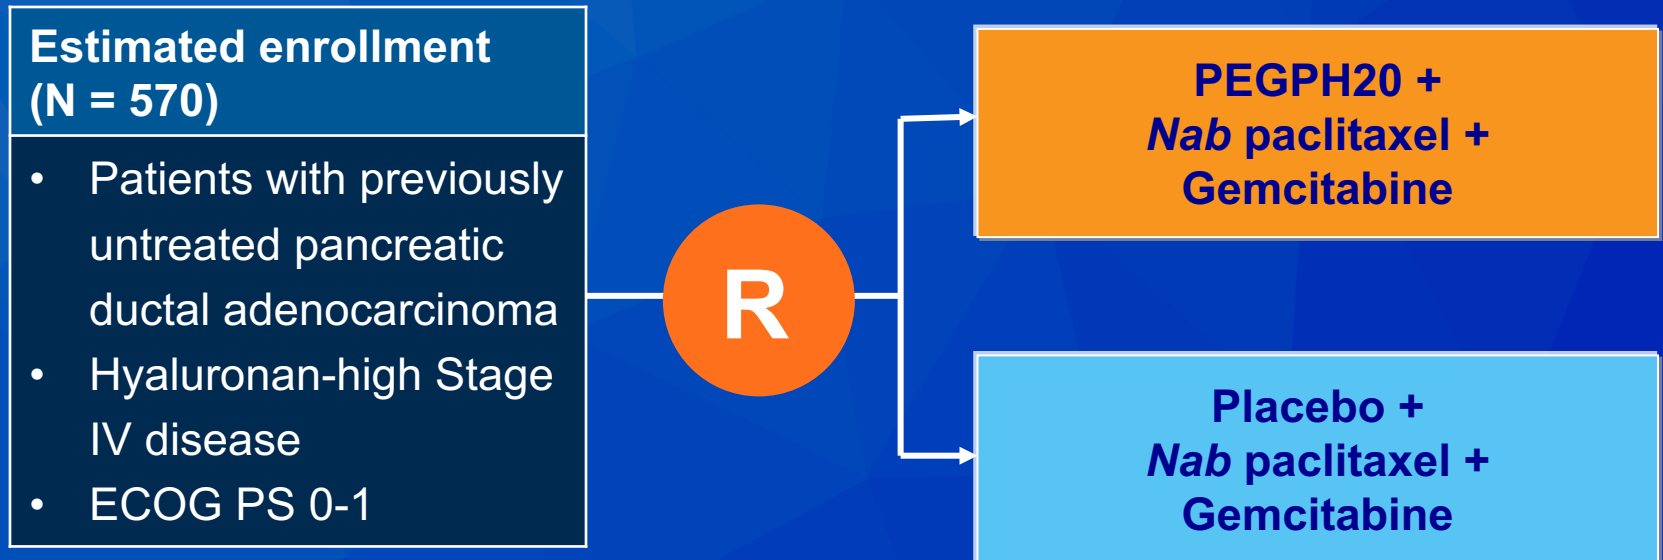 Estimated enrollment
(N = 570)
• Patients with previously
untreated pancreatic
ductal adenocarcinoma
• Hyaluronan-high Stage
IV disease
• ECOG PS 0-1
R
PEGPH20 +
Nab paclitaxel +
Gemcitabine
Placebo +
Nab paclitaxel +
Gemcitabine